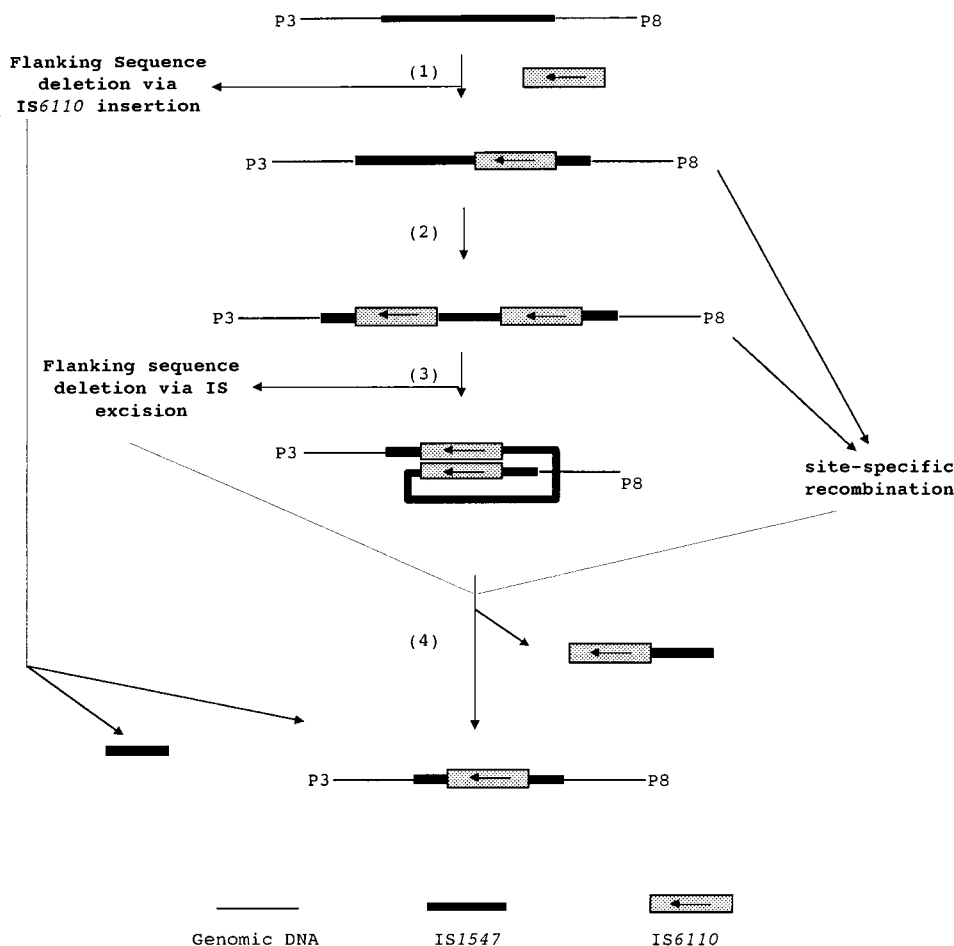 P3
P8
Flanking Sequence
deletion via
IS6110 insertion
(1)
P3
P8
(2)
P3
P8
Flanking sequence
deletion via IS
excision
(3)
P3
P8
site-specific
recombination
(4)
P3
P8
Genomic DNA
IS1547
IS6110